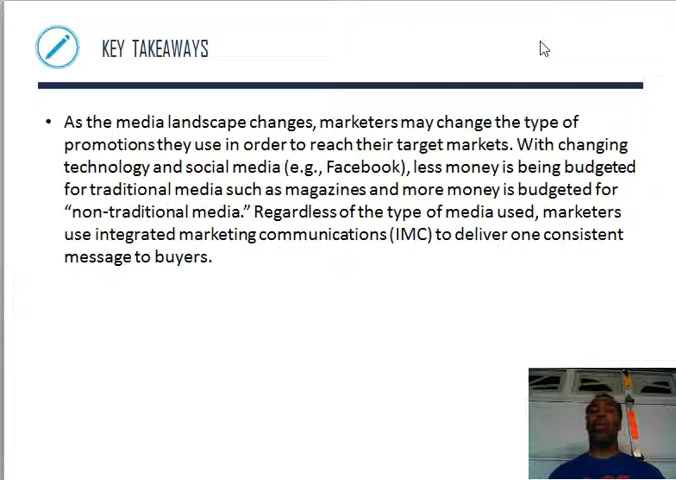 KEY TAKEAWAYS
• As the media landscape changes, marketers may change the type of
promotions they use in order to reach their target markets. With changing
technology and social media (e.g., Facebook), less money is being budgeted
for traditional media such as magazines and more money is budgeted for
“non-traditional media.” Regardless of the type of media used, marketers
use integrated marketing communications (IMC) to deliver one consistent
message to buyers.